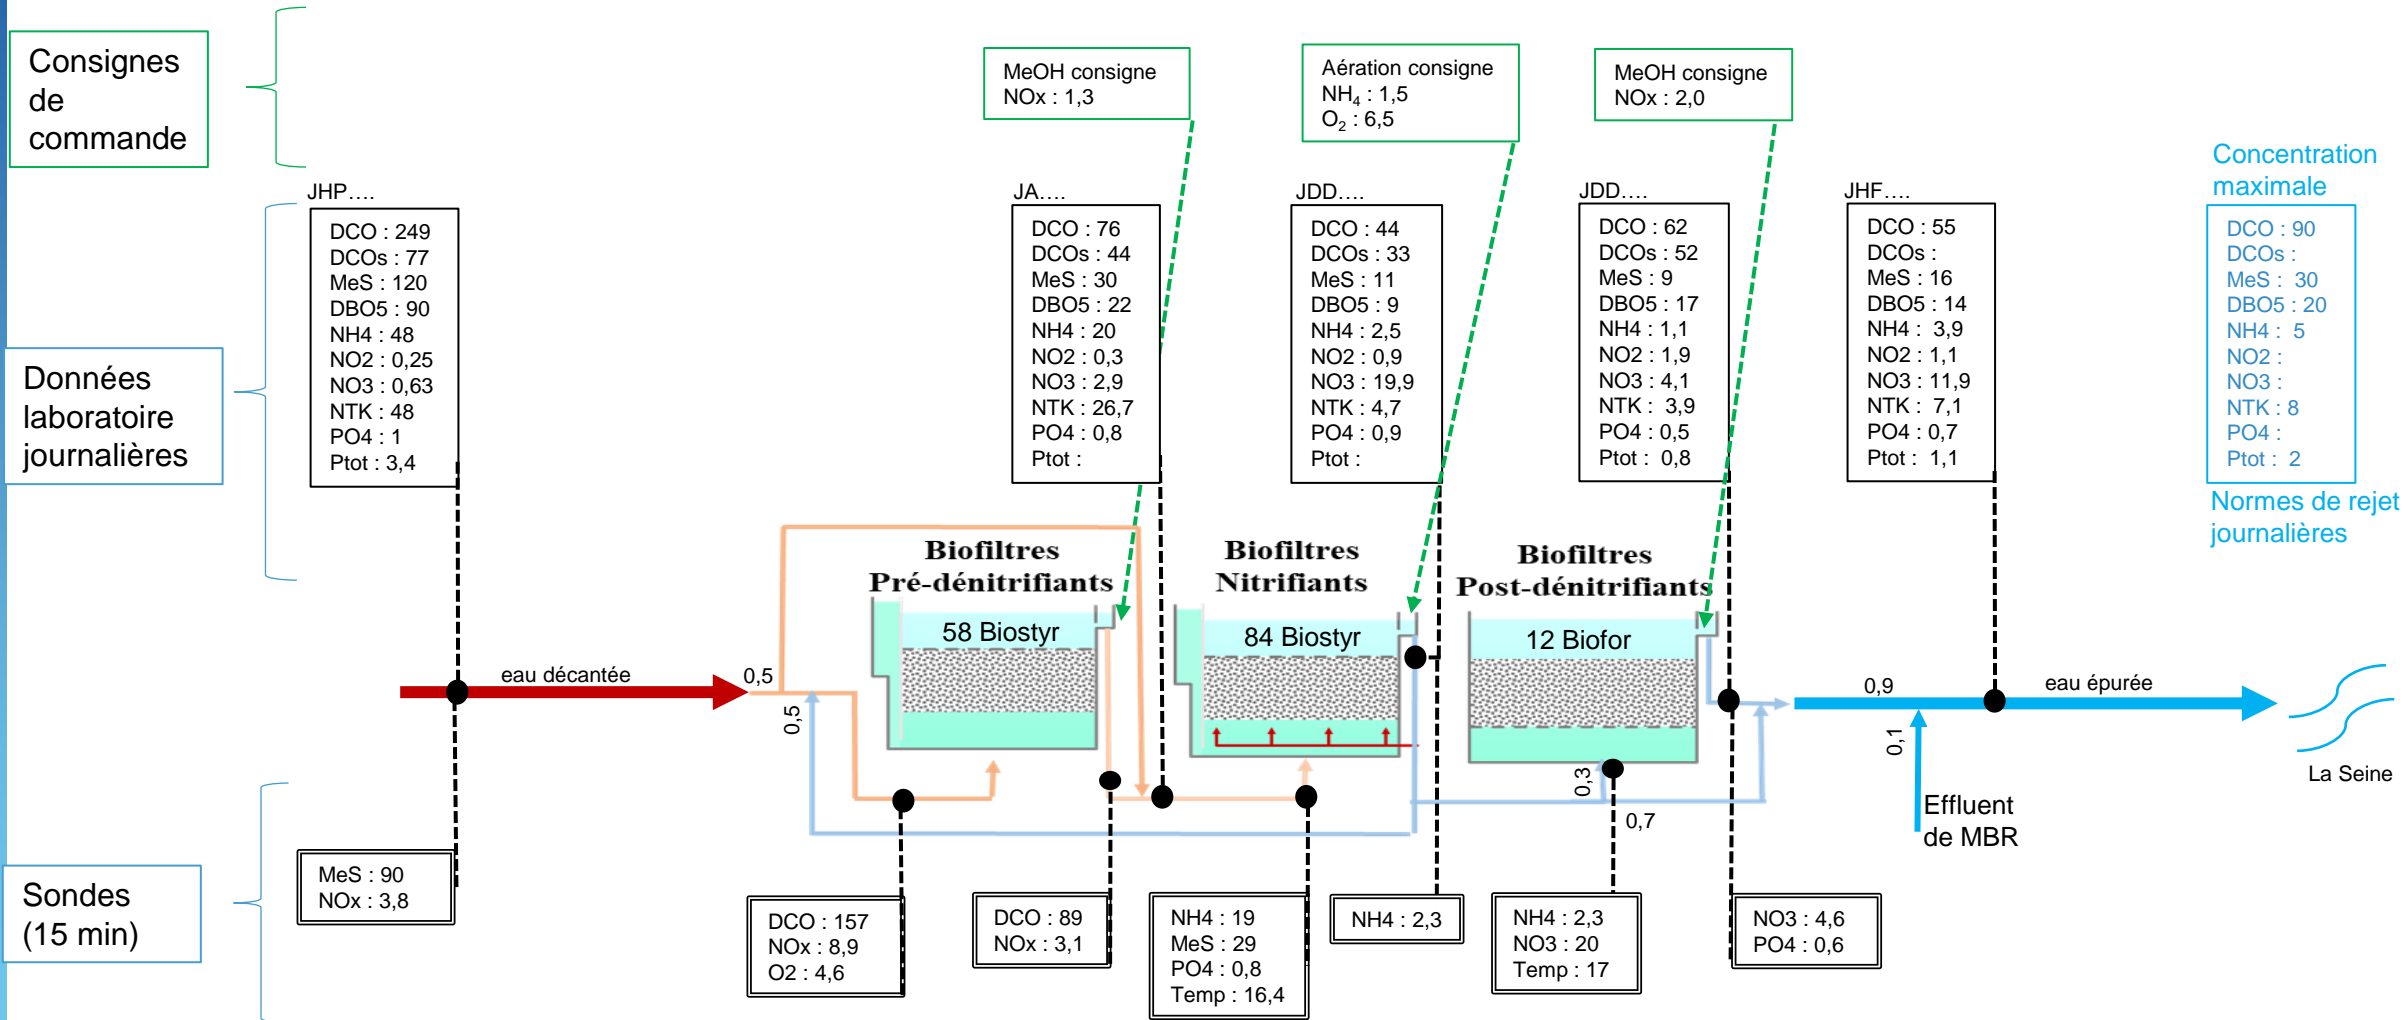 Consignes
de
commande
MeOH consigne
NOx : 1,3
Aération consigne
NH₄ : 1,5
O₂ : 6,5
MeOH consigne
NOx : 2,0
Données
laboratoire
journalières
JHP….
DCO : 249
DCOs : 77
MeS : 120
DBO5 : 90
NH4 : 48
NO2 : 0,25
NO3 : 0,63
NTK : 48
PO4 : 1
Ptot : 3,4
JA….
DCO : 76
DCOs : 44
MeS : 30
DBO5 : 22
NH4 : 20
NO2 : 0,3
NO3 : 2,9
NTK : 26,7
PO4 : 0,8
Ptot :
JDD….
DCO : 44
DCOs : 33
MeS : 11
DBO5 : 9
NH4 : 2,5
NO2 : 0,9
NO3 : 19,9
NTK : 4,7
PO4 : 0,9
Ptot :
JDD….
DCO : 62
DCOs : 52
MeS : 9
DBO5 : 17
NH4 : 1,1
NO2 : 1,9
NO3 : 4,1
NTK : 3,9
PO4 : 0,5
Ptot : 0,8
JHF….
DCO : 55
DCOs :
MeS : 16
DBO5 : 14
NH4 : 3,9
NO2 : 1,1
NO3 : 11,9
NTK : 7,1
PO4 : 0,7
Ptot : 1,1
Concentration
maximale
DCO : 90
DCOs :
MeS : 30
DBO5 : 20
NH4 : 5
NO2 :
NO3 :
NTK : 8
PO4 :
Ptot : 2
Normes de rejet
journalières
Biofiltres
Pré-dénitrifiants
58 Biostyr
Biofiltres
Nitrifiants
84 Biostyr
Biofiltres
Post-dénitrifiants
12 Biofor
eau décantée
0,5
0,5
0,3
0,7
0,9
0,1
eau épurée
Effluent
de MBR
La Seine
Sondes
(15 min)
MeS : 90
NOx : 3,8
DCO : 157
NOx : 8,9
O2 : 4,6
DCO : 89
NOx : 3,1
NH4 : 19
MeS : 29
PO4 : 0,8
Temp : 16,4
NH4 : 2,3
NH4 : 2,3
NO3 : 20
Temp : 17
NO3 : 4,6
PO4 : 0,6